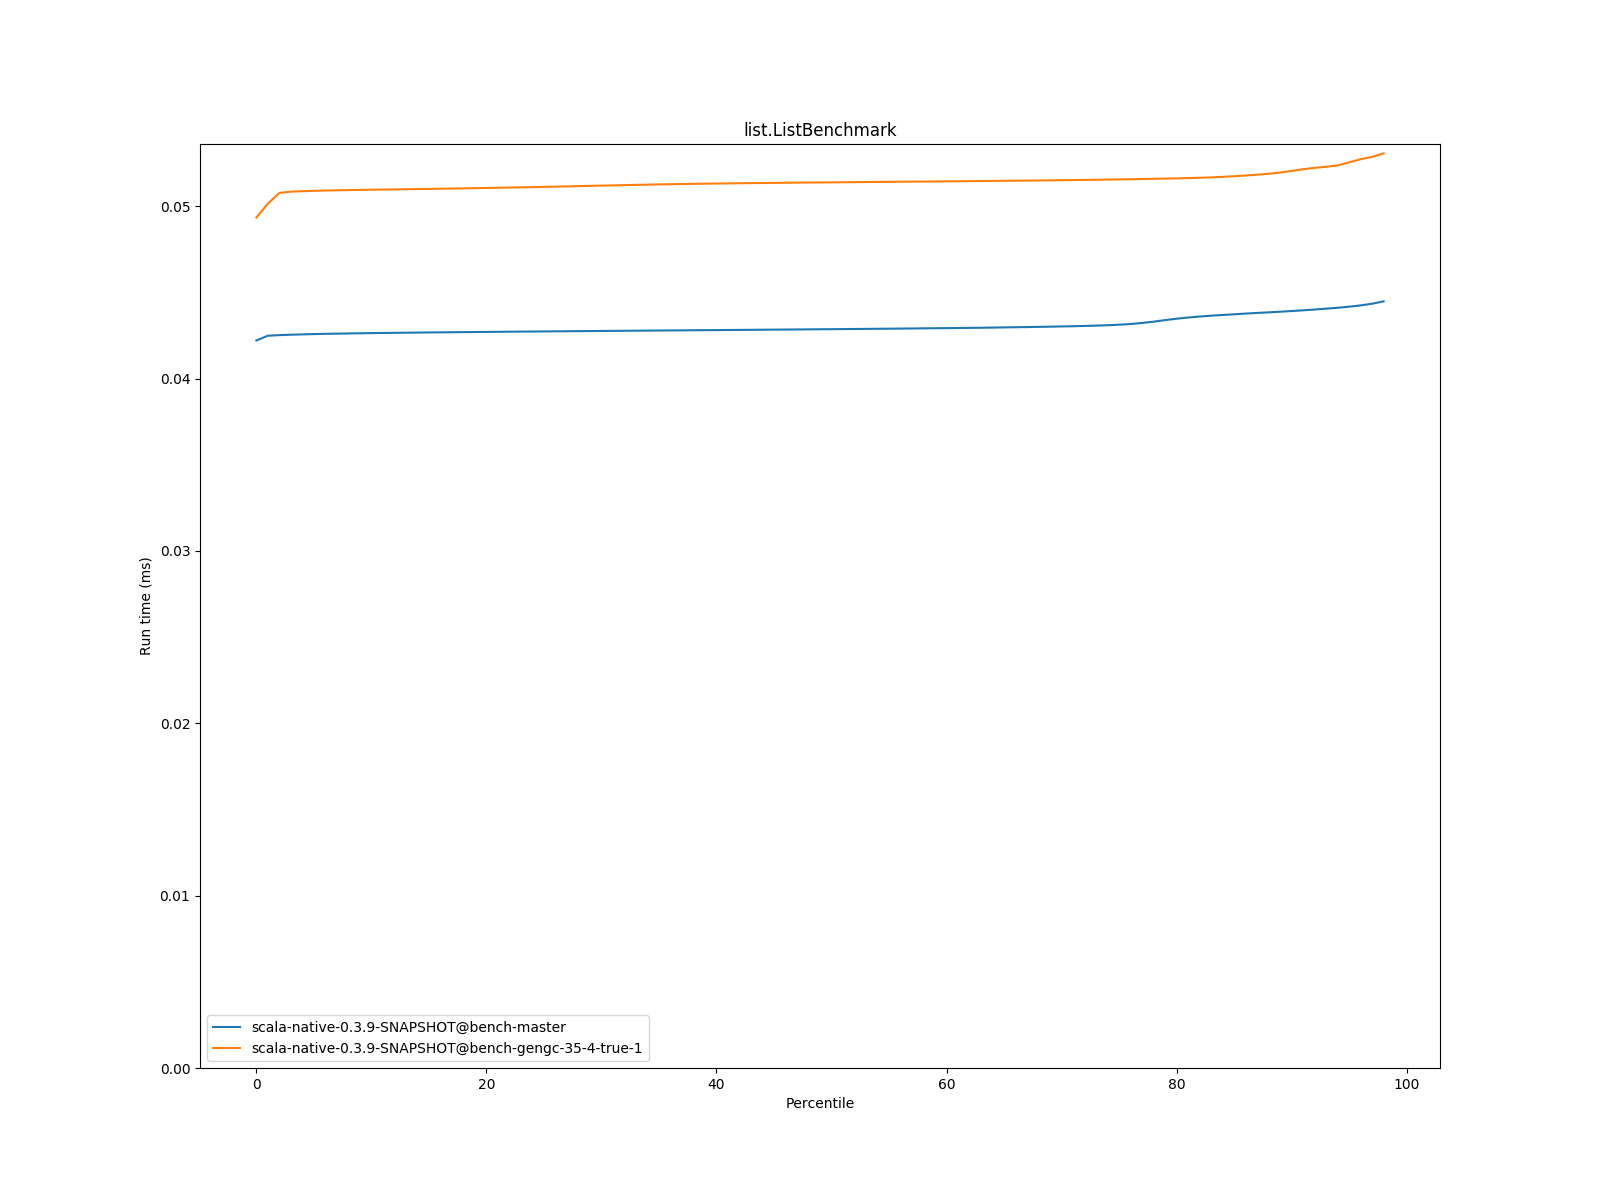 list.ListBenchmark
0.05
0.04
0.03
0.02
0.01
0.00
Run time (ms)
scala-native-0.3.9-SNAPSHOT@bench-master
scala-native-0.3.9-SNAPSHOT@bench-gengc-35-4-true-1
0 20 40 60 80 100
Percentile